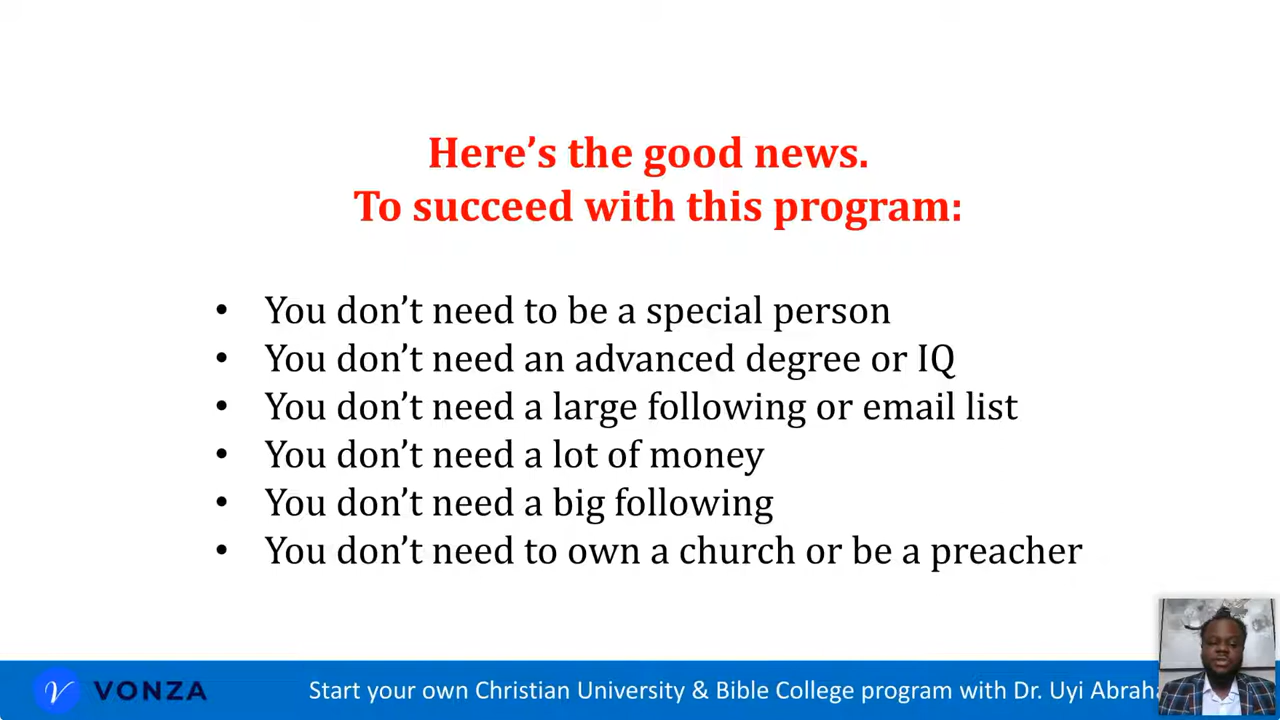 Here’s the good news.
To succeed with this program:
• You don’t need to be a special person
• You don’t need an advanced degree or IQ
• You don’t need a large following or email list
• You don’t need a lot of money
• You don’t need a big following
• You don’t need to own a church or be a preacher
VONZA
Start your own Christian University & Bible College program with Dr. Uyi